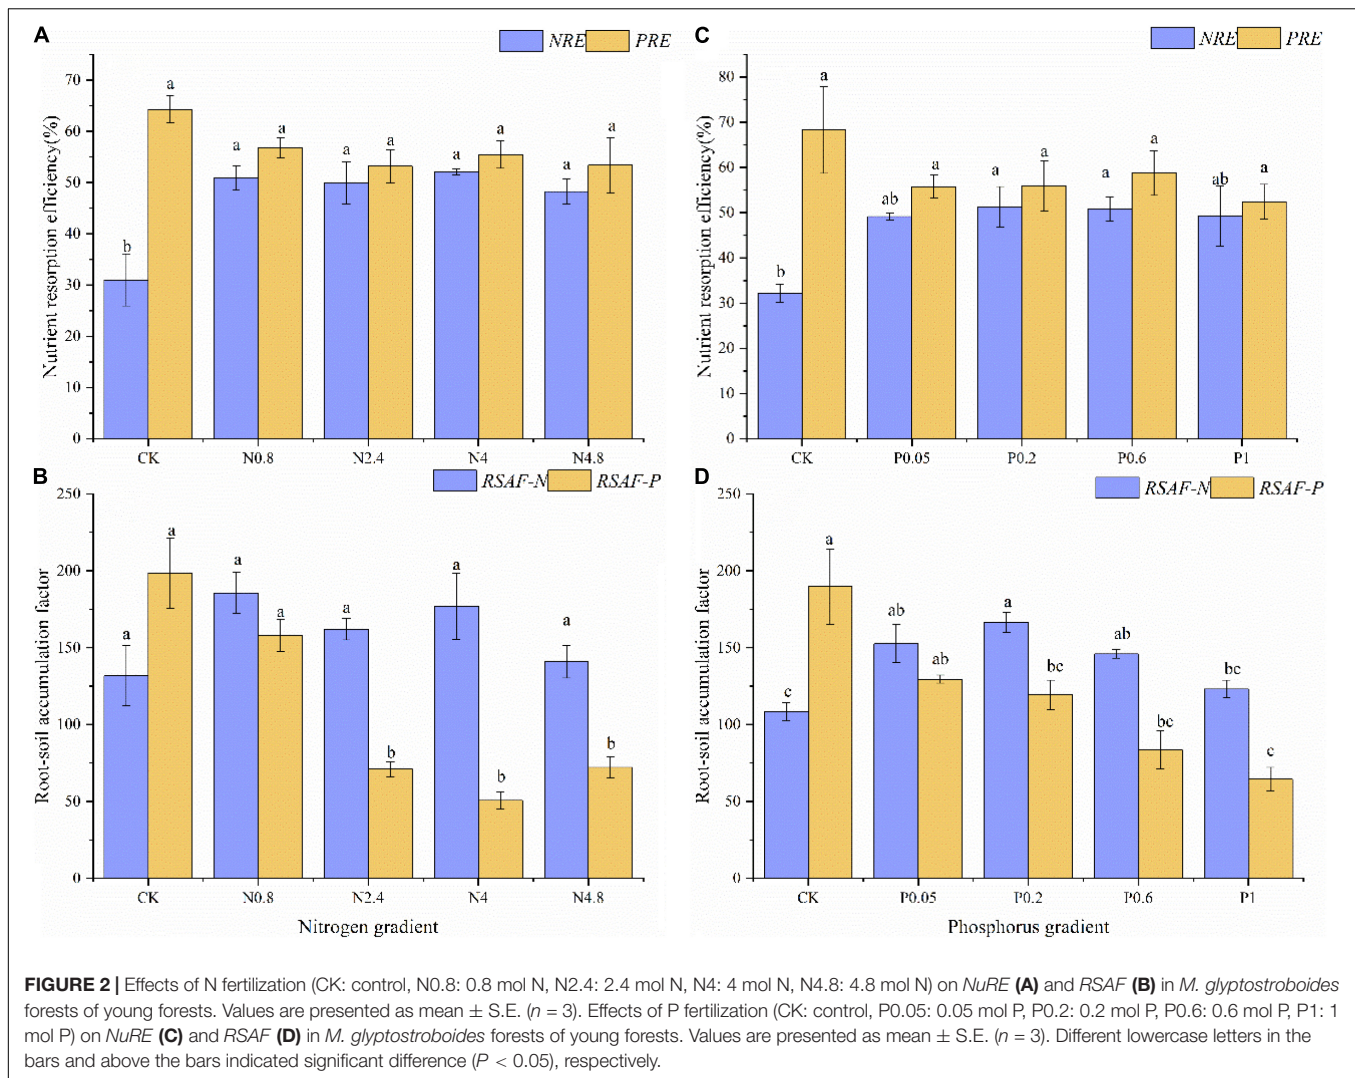 A
NRE PRE
Nutrient resorption efficiency(%)
70
60
50
40
30
20
10
0
b a a a a a a a a a
CK N0.8 N2.4 N4 N4.8
C
NRE PRE
Nutrient resorption efficiency(%)
80
70
60
50
40
30
20
10
0
b a ab a a a a a ab a
CK P0.05 P0.2 P0.6 P1
B
RSAF-N RSAF-P
Root-soil accumulation factor
250
200
150
100
50
0
a a a a a b a b a b
CK N0.8 N2.4 N4 N4.8
Nitrogen gradient
D
RSAF-N RSAF-P
Root-soil accumulation factor
250
200
150
100
50
0
c a ab ab a bc ab bc bc c
CK P0.05 P0.2 P0.6 P1
Phosphorus gradient
FIGURE 2 | Effects of N fertilization (CK: control, N0.8: 0.8 mol N, N2.4: 2.4 mol N, N4: 4 mol N, N4.8: 4.8 mol N) on NuRE (A) and RSAF (B) in M. glyptostroboides
forests of young forests. Values are presented as mean ± S.E. (n = 3). Effects of P fertilization (CK: control, P0.05: 0.05 mol P, P0.2: 0.2 mol P, P0.6: 0.6 mol P, P1: 1
mol P) on NuRE (C) and RSAF (D) in M. glyptostroboides forests of young forests. Values are presented as mean ± S.E. (n = 3). Different lowercase letters in the
bars and above the bars indicated significant difference (P < 0.05), respectively.